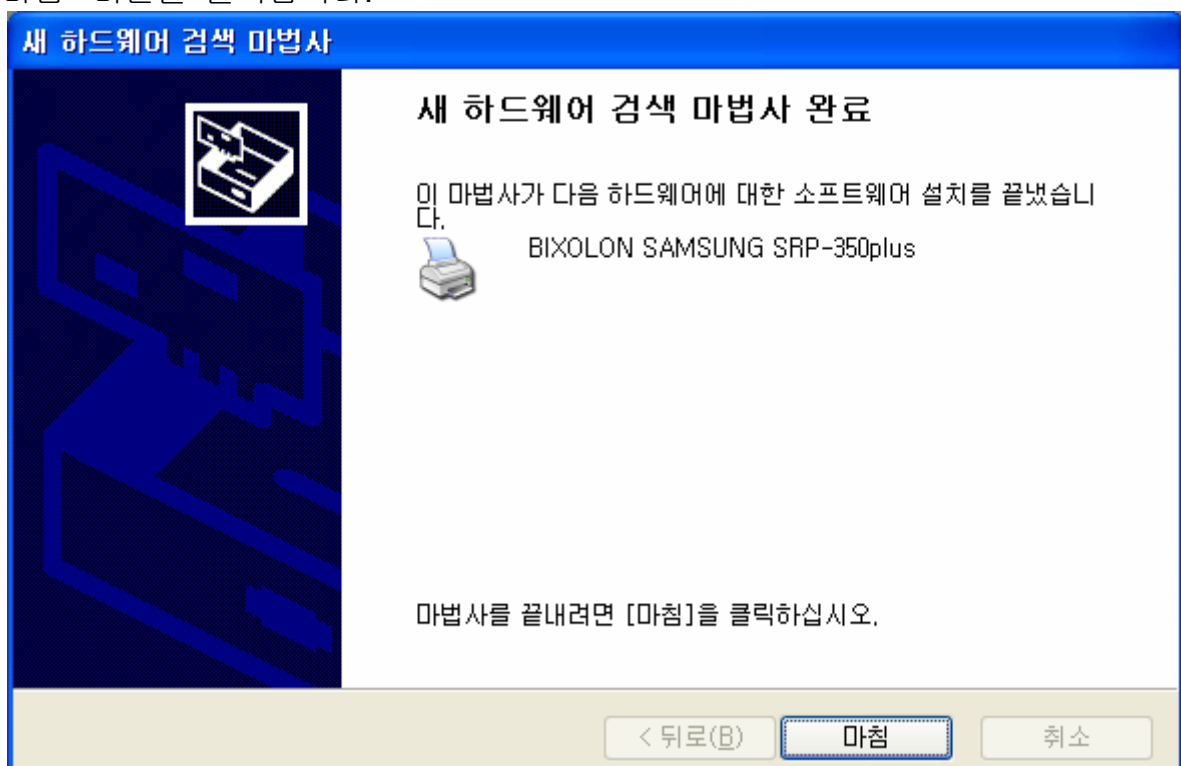 새 하드웨어 검색 마법사
새 하드웨어 검색 마법사 완료
이 마법사가 다음 하드웨어에 대한 소프트웨어 설치를 끝냈습니
다.
BIXOLON SAMSUNG SRP-350plus
마법사를 끝내려면 [마침]을 클릭하십시오.
< 뒤로(B) 마침 취소